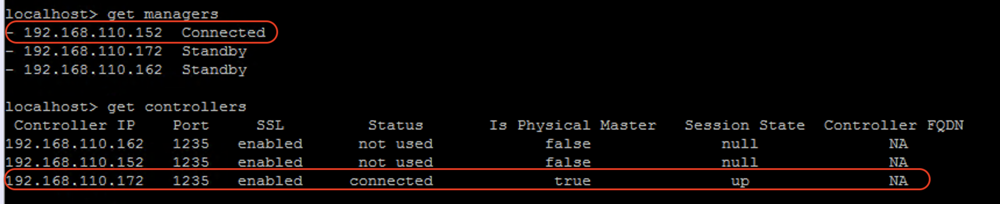 localhost> get managers
- 192.168.110.152  Connected
- 192.168.110.172  Standby
- 192.168.110.162  Standby
localhost> get controllers
Controller IP    Port    SSL    Status    Is Physical Master    Session State  Controller FQDN
192.168.110.162    1235    enabled    not used    false    null    NA
192.168.110.152    1235    enabled    not used    false    null    NA
192.168.110.172    1235    enabled    connected    true    up    NA